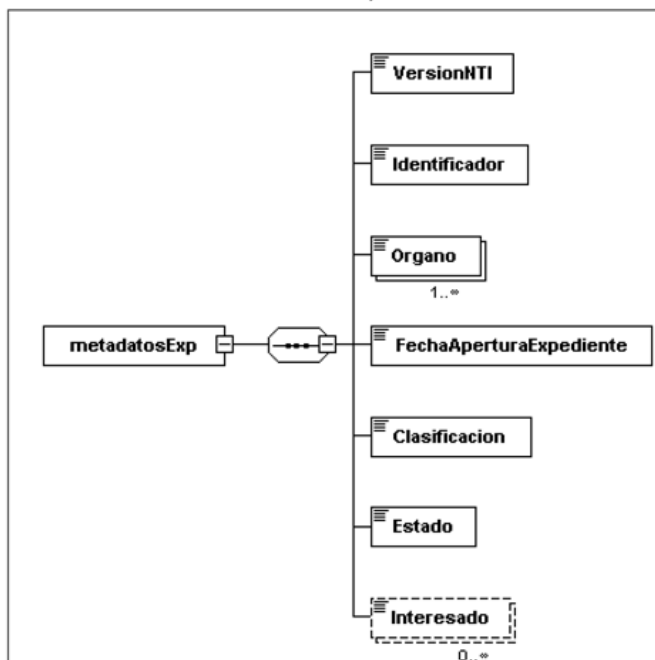 VersionNTI
Identificador
Organo
1..∞
metadatosExp
FechaAperturaExpediente
Clasificacion
Estado
Interesado
0..∞